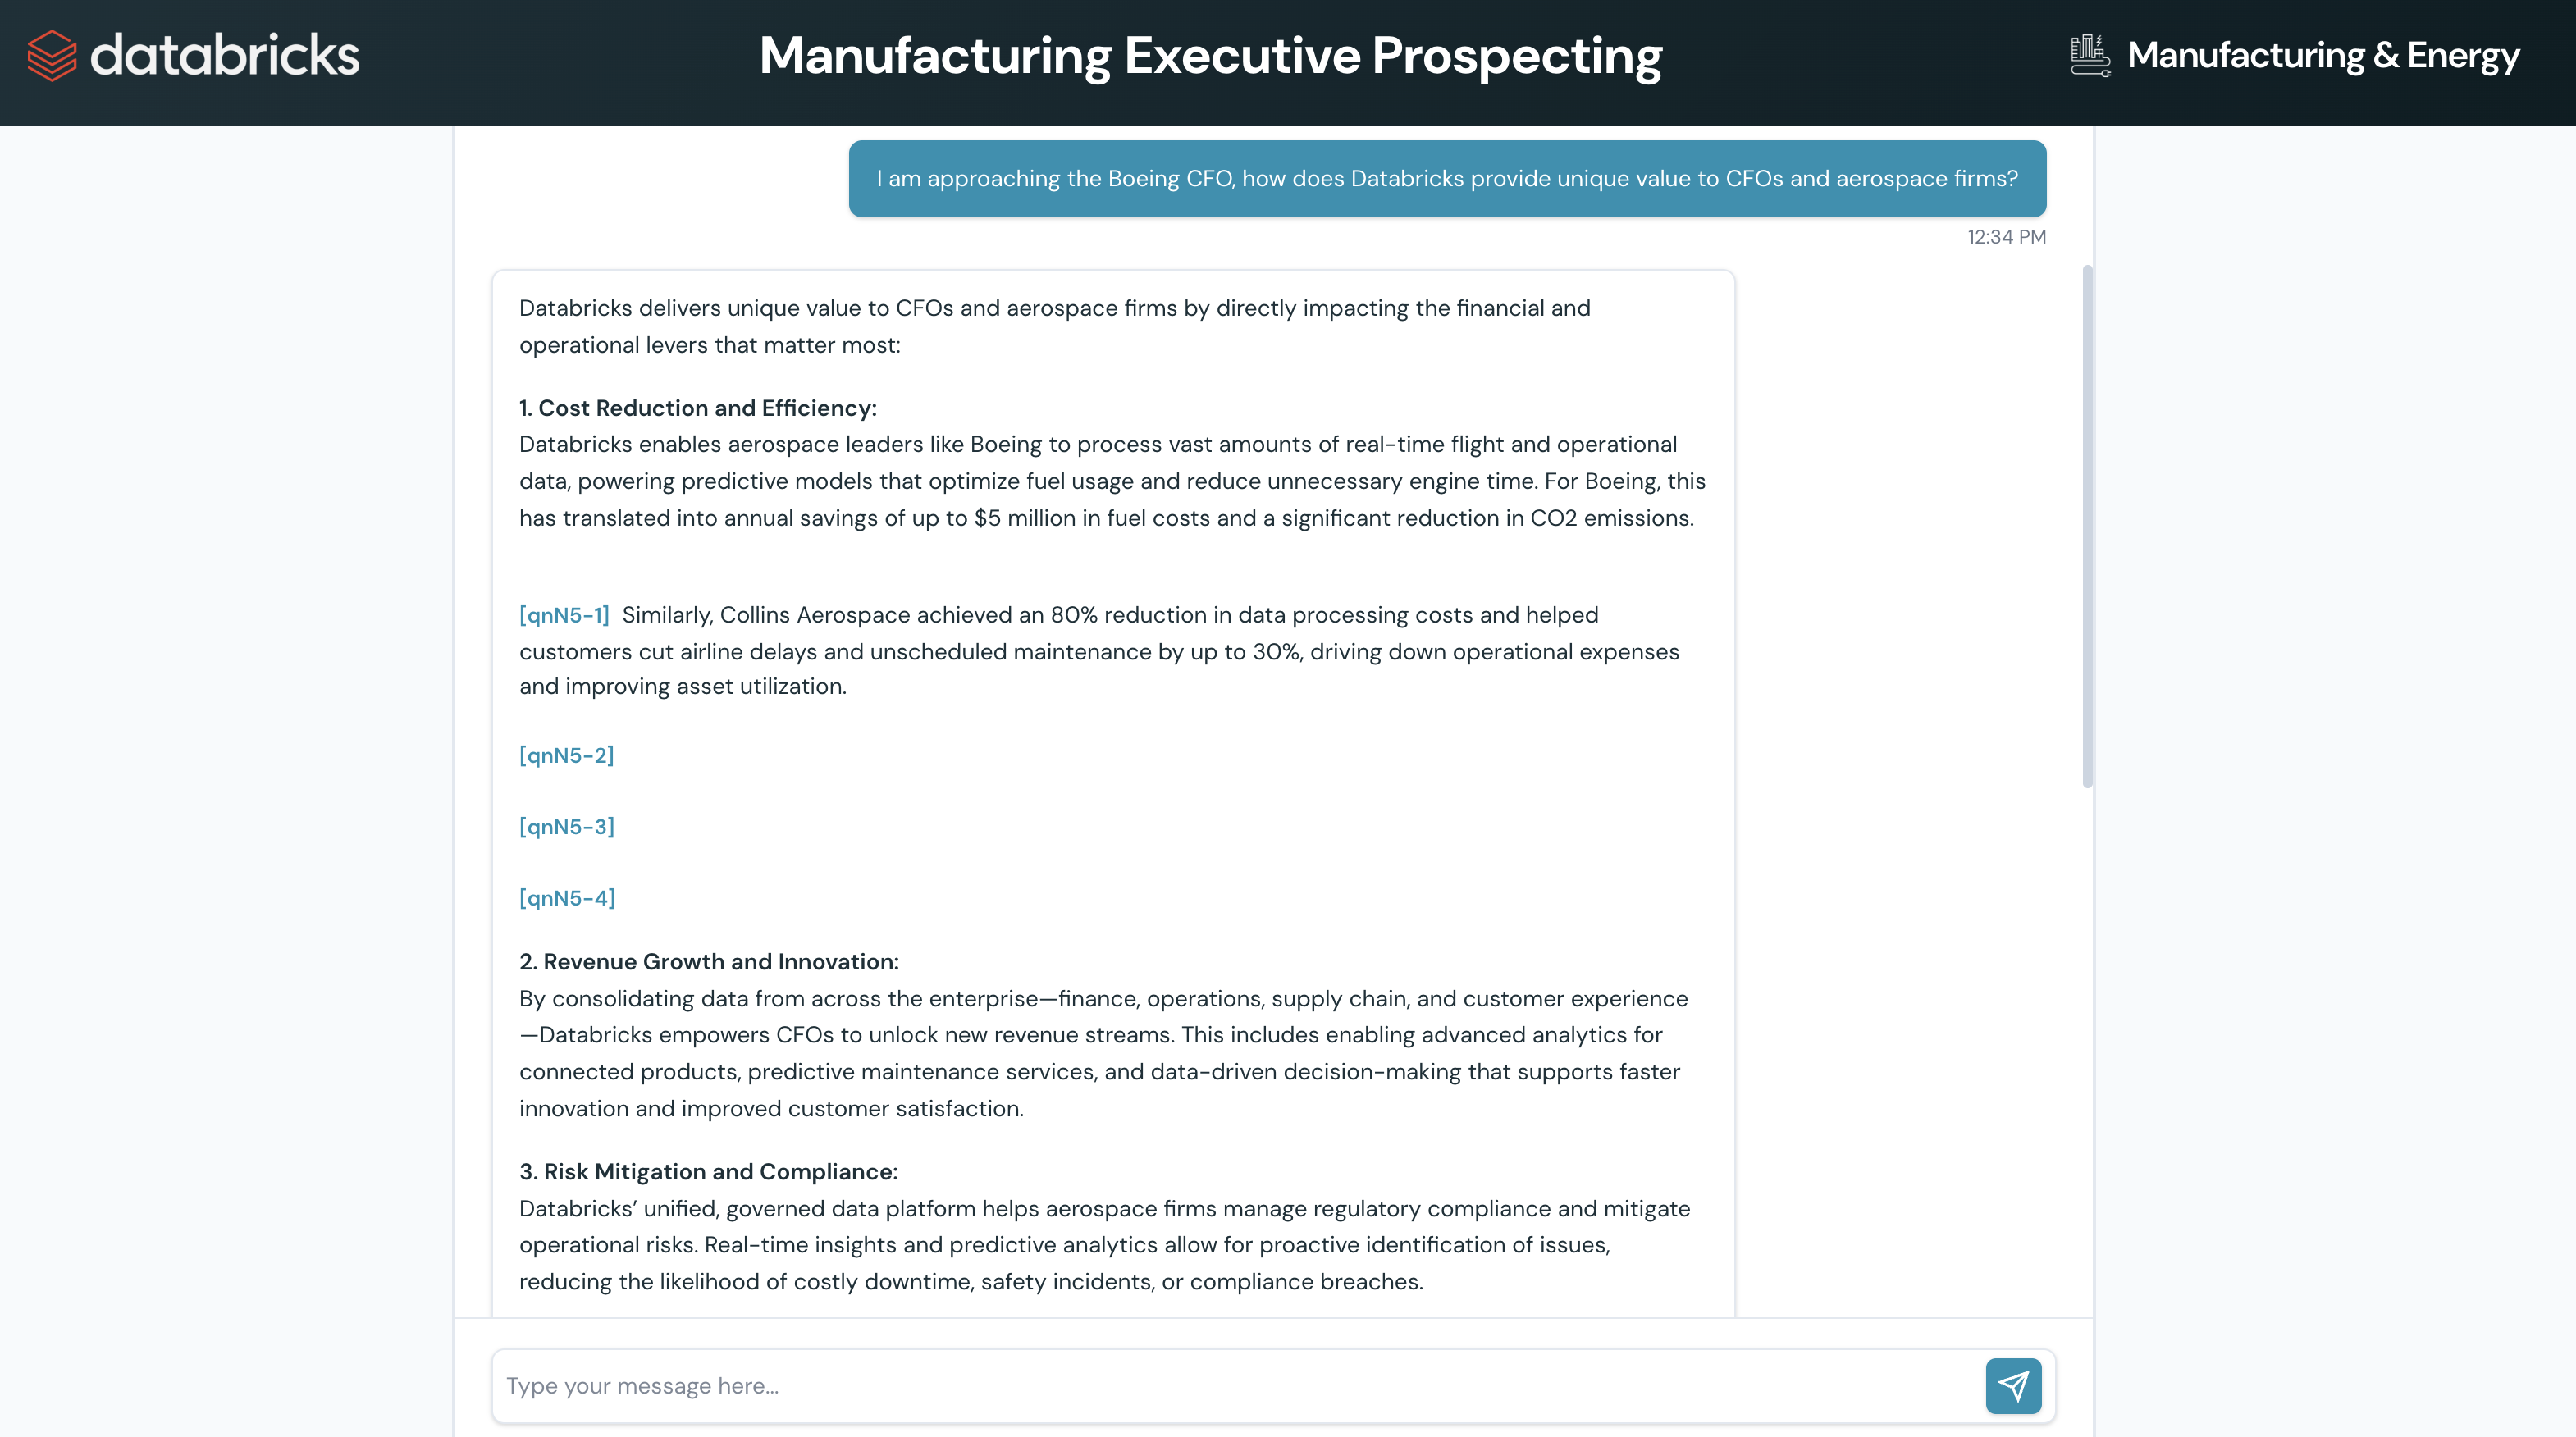 databricks
Manufacturing Executive Prospecting
Manufacturing & Energy
I am approaching the Boeing CFO, how does Databricks provide unique value to CFOs and aerospace firms?
12:34 PM
Databricks delivers unique value to CFOs and aerospace firms by directly impacting the financial and
operational levers that matter most:
1. Cost Reduction and Efficiency:
Databricks enables aerospace leaders like Boeing to process vast amounts of real-time flight and operational
data, powering predictive models that optimize fuel usage and reduce unnecessary engine time. For Boeing, this
has translated into annual savings of up to $5 million in fuel costs and a significant reduction in CO2 emissions.
[qnN5-1] Similarly, Collins Aerospace achieved an 80% reduction in data processing costs and helped
customers cut airline delays and unscheduled maintenance by up to 30%, driving down operational expenses
and improving asset utilization.
[qnN5-2]
[qnN5-3]
[qnN5-4]
2. Revenue Growth and Innovation:
By consolidating data from across the enterprise—finance, operations, supply chain, and customer experience
—Databricks empowers CFOs to unlock new revenue streams. This includes enabling advanced analytics for
connected products, predictive maintenance services, and data-driven decision-making that supports faster
innovation and improved customer satisfaction.
3. Risk Mitigation and Compliance:
Databricks’ unified, governed data platform helps aerospace firms manage regulatory compliance and mitigate
operational risks. Real-time insights and predictive analytics allow for proactive identification of issues,
reducing the likelihood of costly downtime, safety incidents, or compliance breaches.
Type your message here...